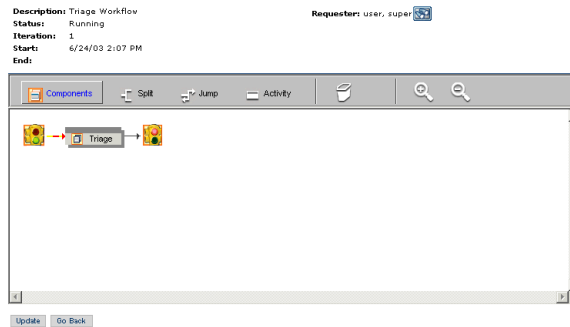 Description: Triage Workflow
Requester: user, super
Status: Running
Iteration: 1
Start: 6/24/03 2:07 PM
End:
Components Split Jump Activity
Triage
Update Go Back